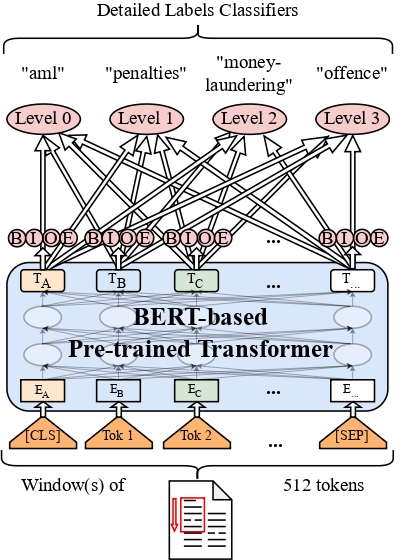 Detailed Labels Classifiers
"aml" "penalties" "money-laundering" "offence"
Level 0 Level 1 Level 2 Level 3
B I O E B I O E B I O E ... B I O E
T_A T_B T_C ... T_...
BERT-based
Pre-trained Transformer
E_A E_B E_C ... E_...
[CLS] Tok 1 Tok 2 ... [SEP]
Window(s) of 512 tokens